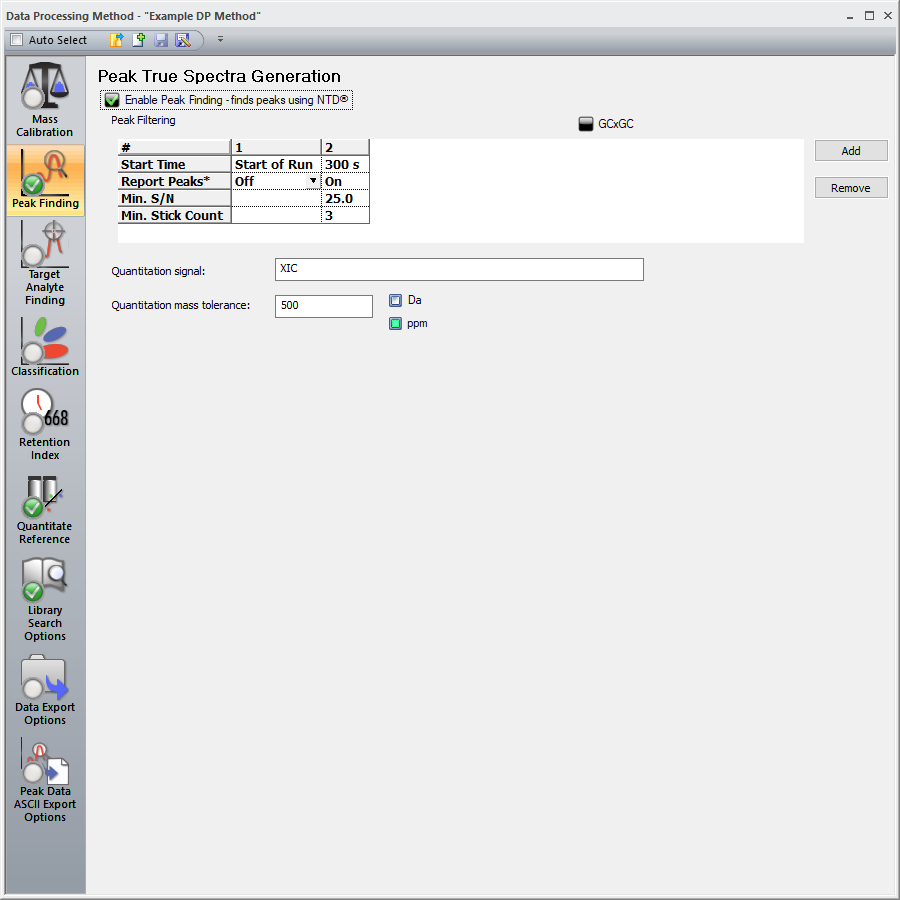 Data Processing Method - "Example DP Method"
Auto Select
Mass
Calibration
Peak Finding
Target
Analyte
Finding
Classification
668
Retention
Index
Quantitate
Reference
Library
Search
Options
Data Export
Options
Peak Data
ASCII Export
Options
Peak True Spectra Generation
Enable Peak Finding - finds peaks using NTD®
Peak Filtering
GCxGC
# 1 2
Start Time Start of Run 300 s
Report Peaks* Off On
Min. S/N 25.0
Min. Stick Count 3
Add
Remove
Quantitation signal: XIC
Quantitation mass tolerance: 500 Da
ppm